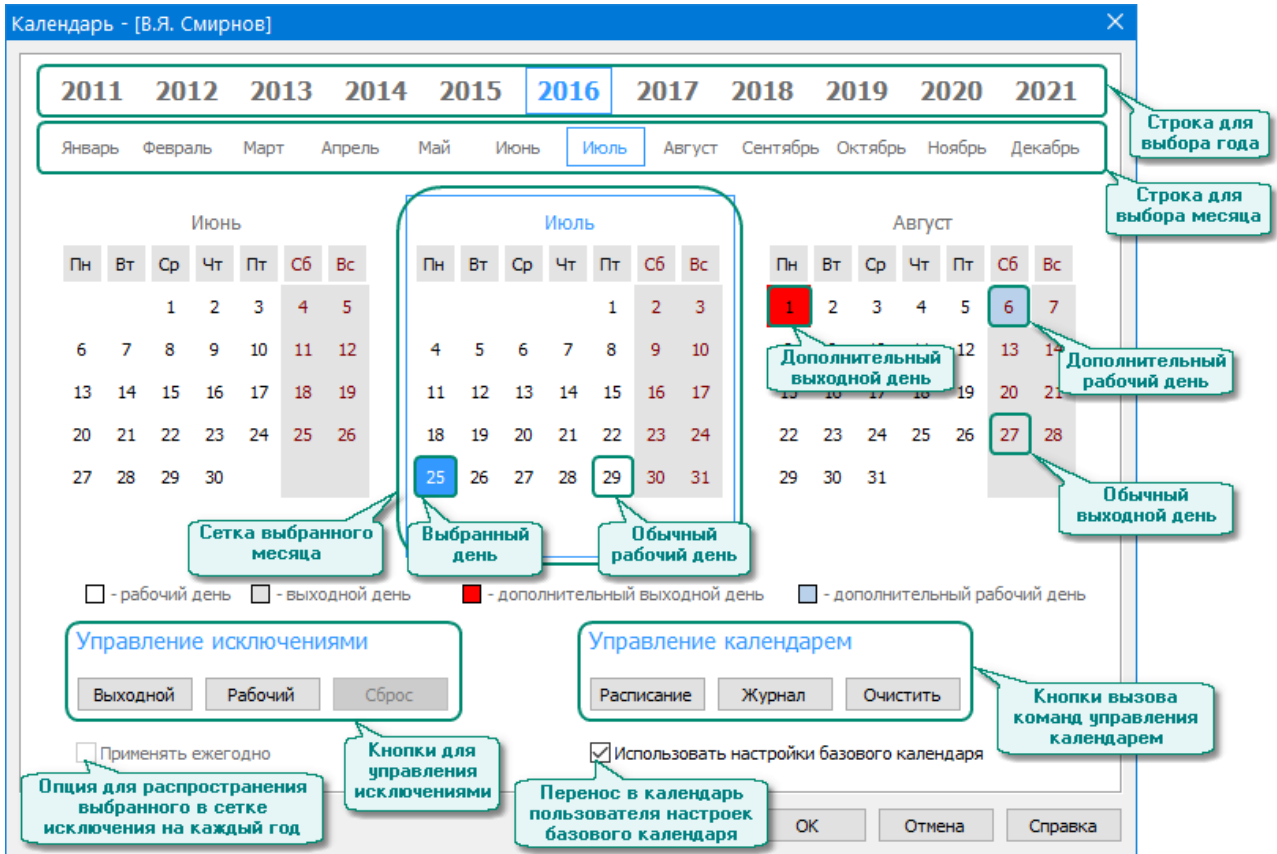 Календарь - [В.Я. Смирнов]
2011 2012 2013 2014 2015 2016 2017 2018 2019 2020 2021
Строка для
выбора года
Январь Февраль Март Апрель Май Июнь Июль Август Сентябрь Октябрь Ноябрь Декабрь
Строка для
выбора месяца
Июнь
Пн Вт Ср Чт Пт Сб Вс
1 2 3 4 5
6 7 8 9 10 11 12
13 14 15 16 17 18 19
20 21 22 23 24 25 26
27 28 29 30
Июль
Пн Вт Ср Чт Пт Сб Вс
1 2 3
4 5 6 7 8 9 10
11 12 13 14 15 16 17
18 19 20 21 22 23 24
25 26 27 28 29 30 31
Август
Пн Вт Ср Чт Пт Сб Вс
1 2 3 4 5 6 7
12 13 14
15 16 17 18 19 20 21
22 23 24 25 26 27 28
29 30 31
Дополнительный
выходной день
Дополнительный
рабочий день
Обычный
выходной день
Сетка выбранного
месяца
Выбранный
день
Обычный
рабочий день
- рабочий день - выходной день - дополнительный выходной день - дополнительный рабочий день
Управление исключениями
Выходной Рабочий Сброс
Применять ежегодно
Кнопки для
управления
исключениями
Опция для распространения
выбранного в сетке
исключения на каждый год
Управление календарем
Расписание Журнал Очистить
Кнопки вызова
команд управления
календарем
Использовать настройки базового календаря
Перенос в календарь
пользователя настроек
базового календаря
ОК Отмена Справка